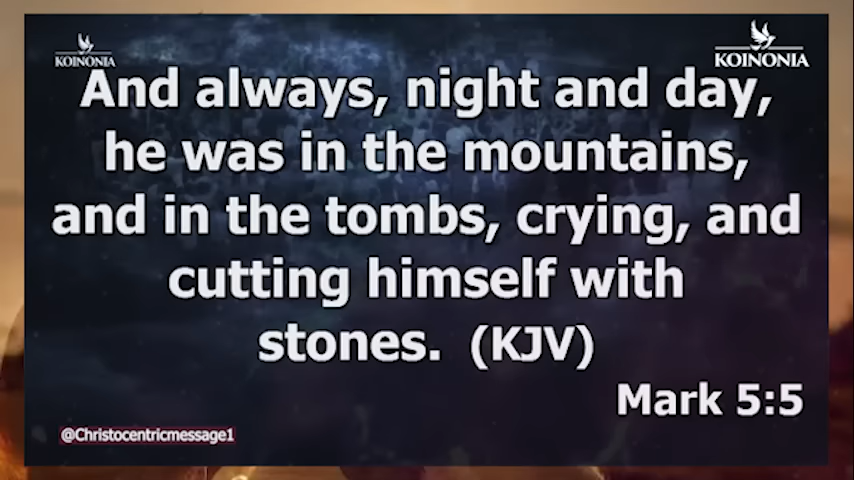 KOINONIA
KOINONIA
And always, night and day,
he was in the mountains,
and in the tombs, crying, and
cutting himself with
stones. (KJV)
Mark 5:5
@Christocentricmessage1